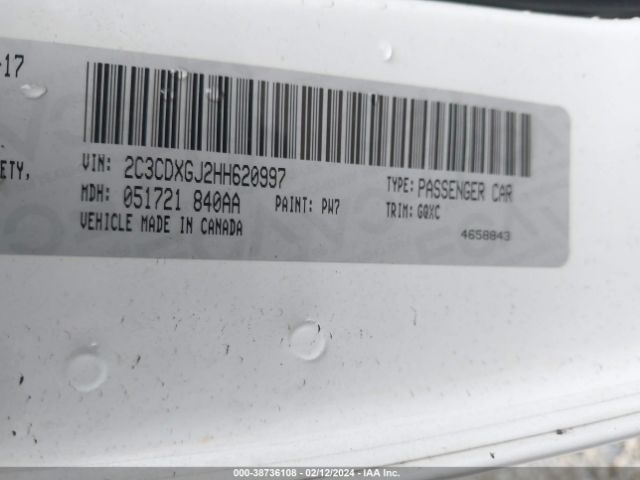 -17
ETY,
VIN: 2C3CDXGJ2HH620997
MDH: 051721 840AA
PAINT: PW7
VEHICLE MADE IN CANADA
TYPE: PASSENGER CAR
TRIM: GQXC
4658843
000-38736108 - 02/12/2024 - IAA Inc.